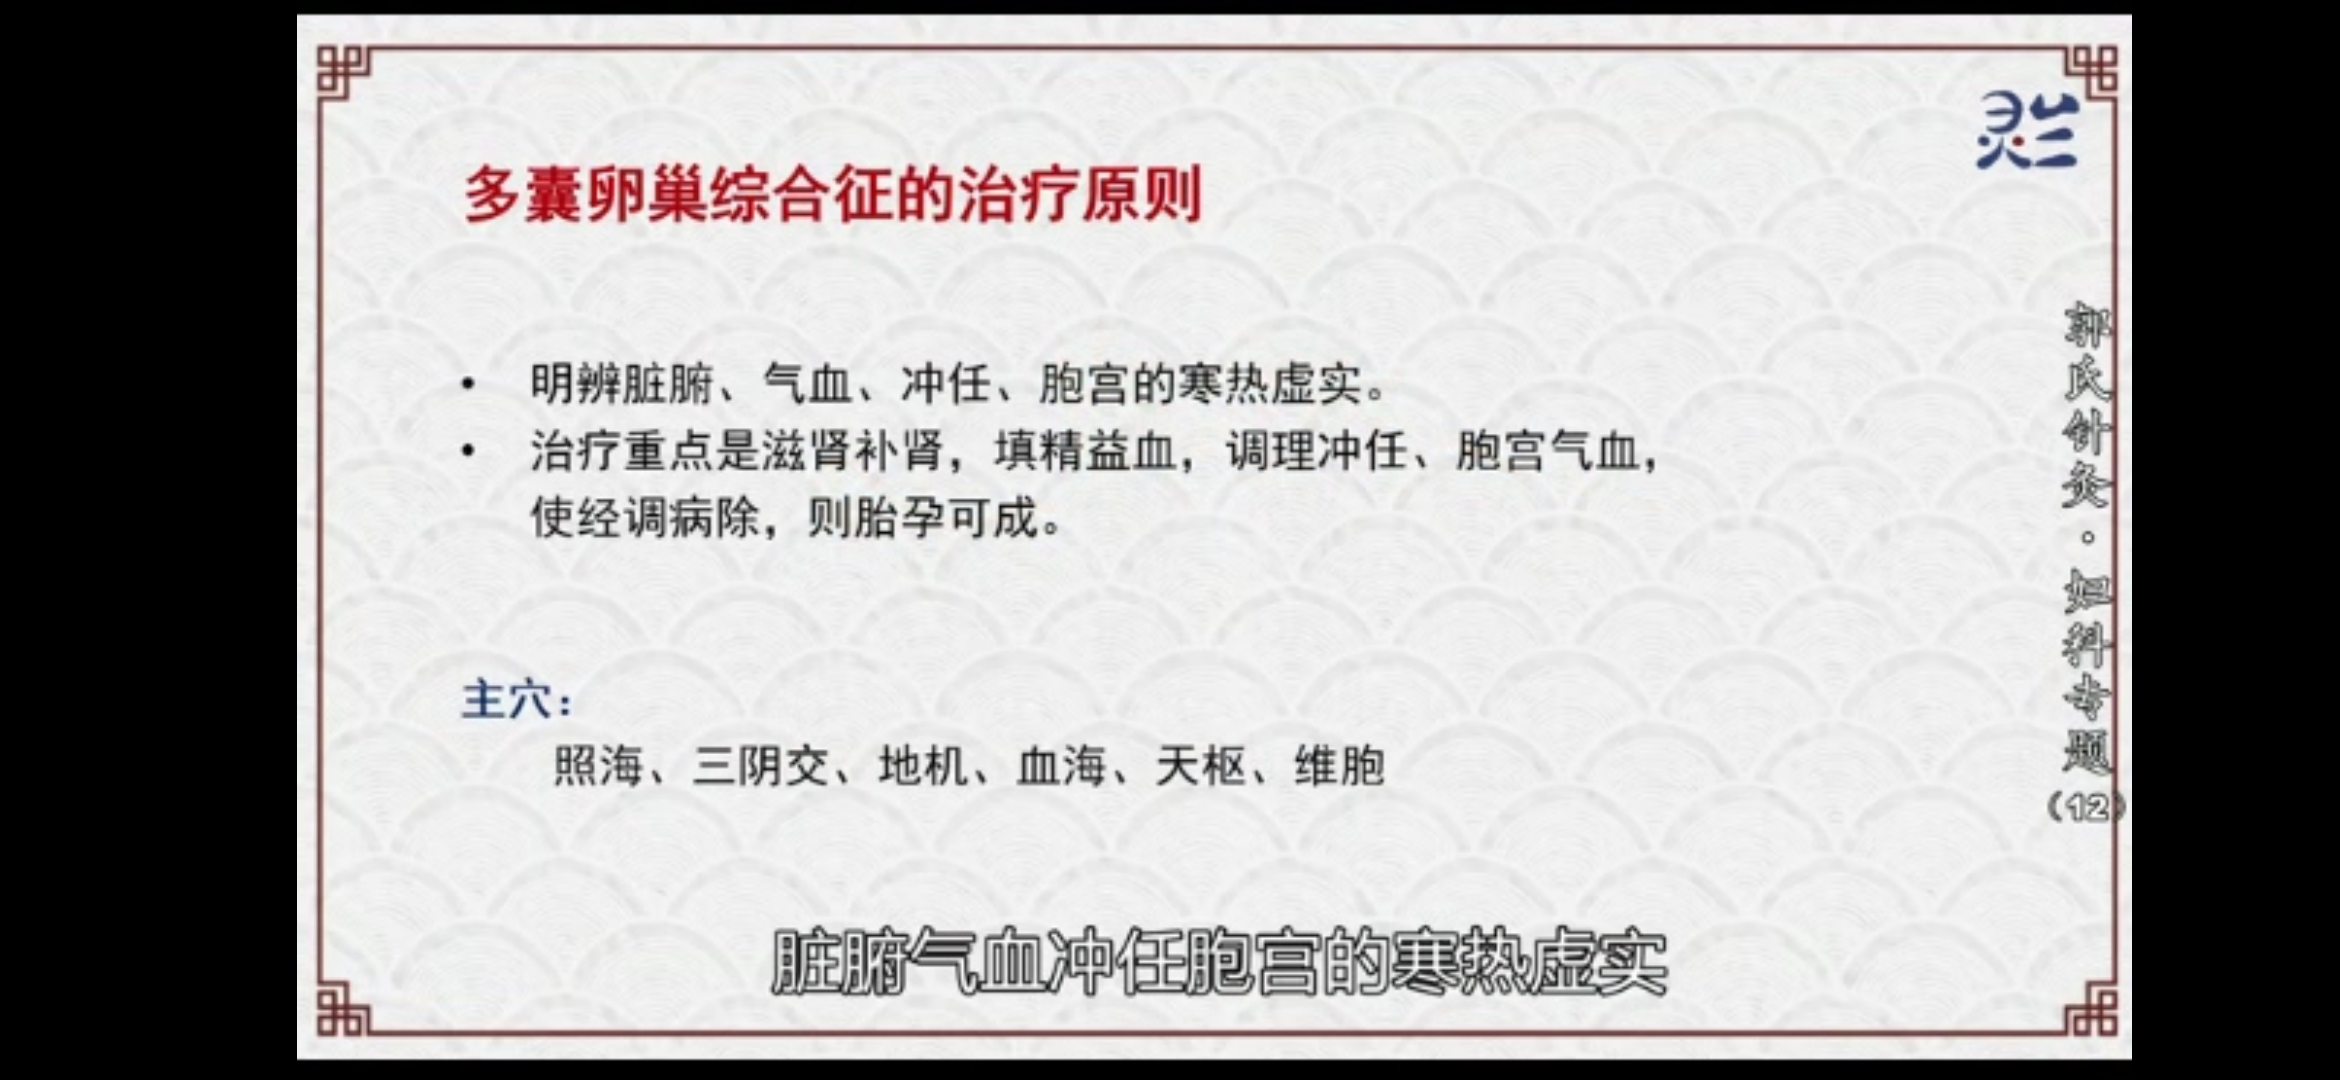 灵兰
多囊卵巢综合征的治疗原则
• 明辨脏腑、气血、冲任、胞宫的寒热虚实。
• 治疗重点是滋肾补肾，填精益血，调理冲任、胞宫气血，
使经调病除，则胎孕可成。
主穴：
照海、三阴交、地机、血海、天枢、维胞
郭氏针灸·妇科专题（12）
脏腑气血冲任胞宫的寒热虚实